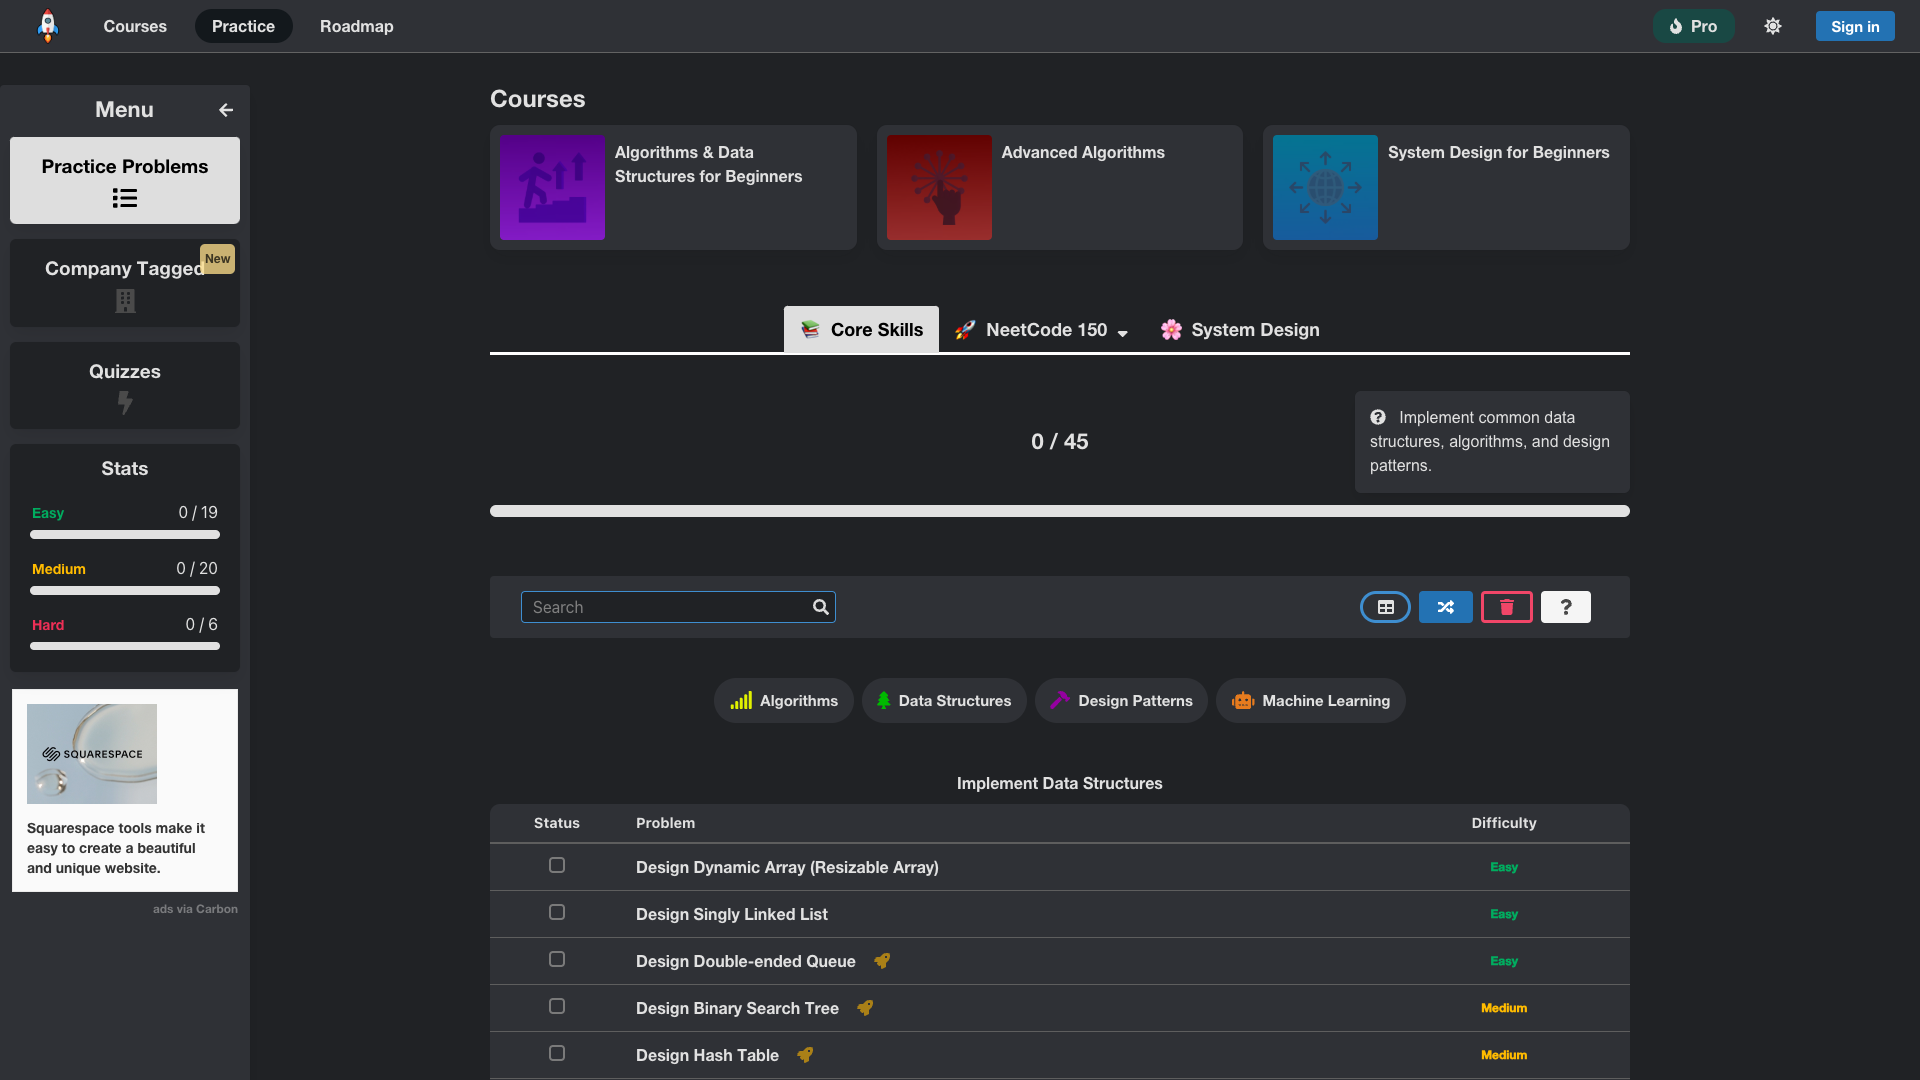 Courses
Practice
Roadmap
Pro
Sign in
Menu
Practice Problems
Company Tagged
New
Quizzes
Stats
Easy 0 / 19
Medium 0 / 20
Hard 0 / 6
SQUARESPACE
Squarespace tools make it
easy to create a beautiful
and unique website.
ads via Carbon
Courses
Algorithms & Data
Structures for Beginners
Advanced Algorithms
System Design for Beginners
Core Skills
NeetCode 150
System Design
0 / 45
Implement common data
structures, algorithms, and design
patterns.
Search
?
Algorithms
Data Structures
Design Patterns
Machine Learning
Implement Data Structures
Status Problem Difficulty
Design Dynamic Array (Resizable Array) Easy
Design Singly Linked List Easy
Design Double-ended Queue Easy
Design Binary Search Tree Medium
Design Hash Table Medium